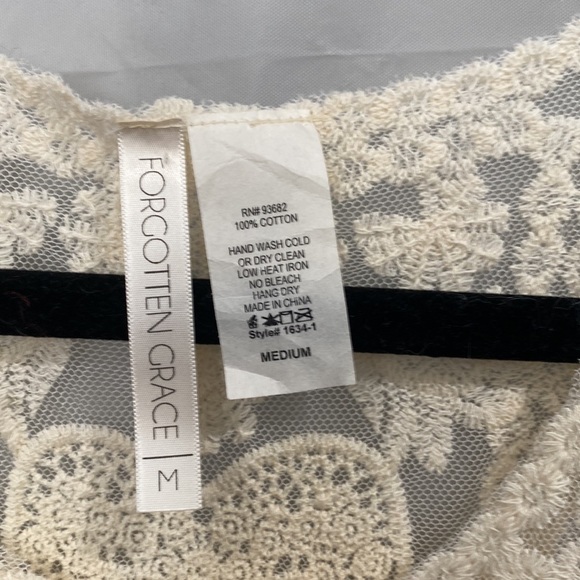 FORGOTTEN GRACE | M
RN# 93682
100% COTTON
HAND WASH COLD
OR DRY CLEAN
LOW HEAT IRON
NO BLEACH
HANG DRY
MADE IN CHINA
Style# 1634-1
MEDIUM